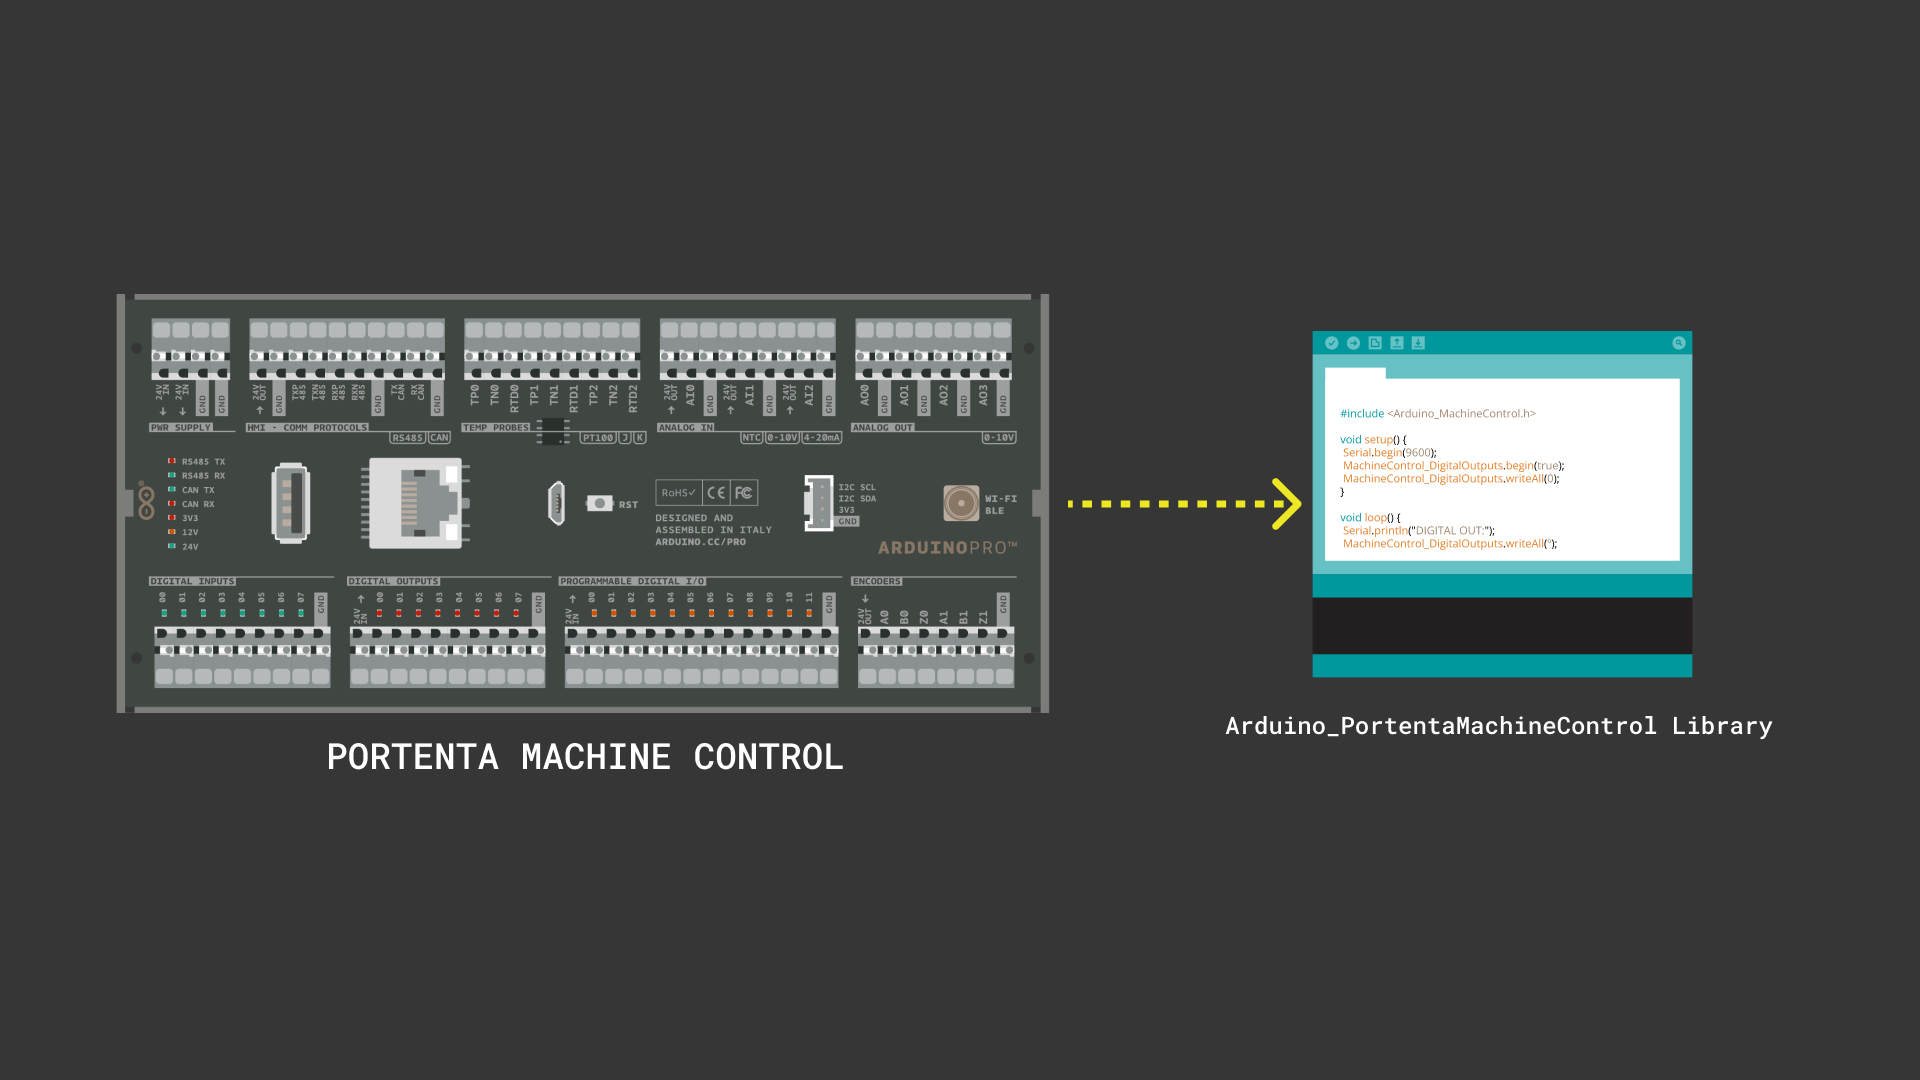 24V IN 24V IN GND GND
24V OUT GND TXP 485 TXN 485 RXP 485 RXN 485 GND TX CAN RX CAN GND
TP0 TN0 RTD0 TP1 TN1 RTD1 TP2 TN2 RTD2
24V OUT AI0 GND 24V OUT AI1 GND 24V OUT AI2 GND
AO0 GND AO1 GND AO2 GND AO3 GND
PWR SUPPLY
HMI - COMM PROTOCOLS
RS485 CAN
TEMP PROBES
PT100 J K
ANALOG IN
NTC 0-10V 4-20mA
ANALOG OUT
0-10V
RS485 TX
RS485 RX
CAN TX
CAN RX
3V3
12V
24V
RST
RoHS✓ CE FC
DESIGNED AND
ASSEMBLED IN ITALY
ARDUINO.CC/PRO
I2C SCL
I2C SDA
3V3
GND
WI-FI
BLE
ARDUINOPRO™
DIGITAL INPUTS
00 01 02 03 04 05 06 07 GND
DIGITAL OUTPUTS
24V IN 00 01 02 03 04 05 06 07 GND
PROGRAMMABLE DIGITAL I/O
24V IN 00 01 02 03 04 05 06 07 08 09 10 11 GND
ENCODERS
24V OUT A0 B0 Z0 A1 B1 Z1 GND
PORTENTA MACHINE CONTROL
#include <Arduino_MachineControl.h>
void setup() {
Serial.begin(9600);
MachineControl_DigitalOutputs.begin(true);
MachineControl_DigitalOutputs.writeAll(0);
}
void loop() {
Serial.println("DIGITAL OUT:");
MachineControl_DigitalOutputs.writeAll(°);
Arduino_PortentaMachineControl Library